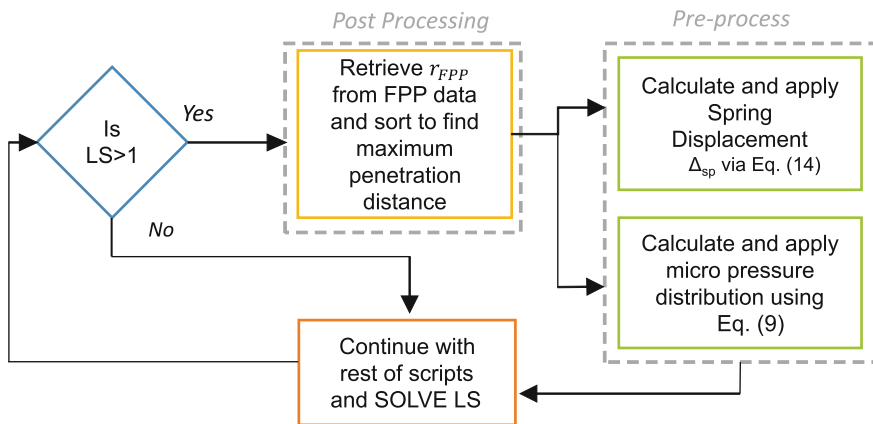 Post Processing
Pre-process
Is
LS>1
Yes
No
Retrieve r_FPP
from FPP data
and sort to find
maximum
penetration
distance
Calculate and apply
Spring
Displacement
Δsp via Eq. (14)
Calculate and apply
micro pressure
distribution using
Eq. (9)
Continue with
rest of scripts
and SOLVE LS